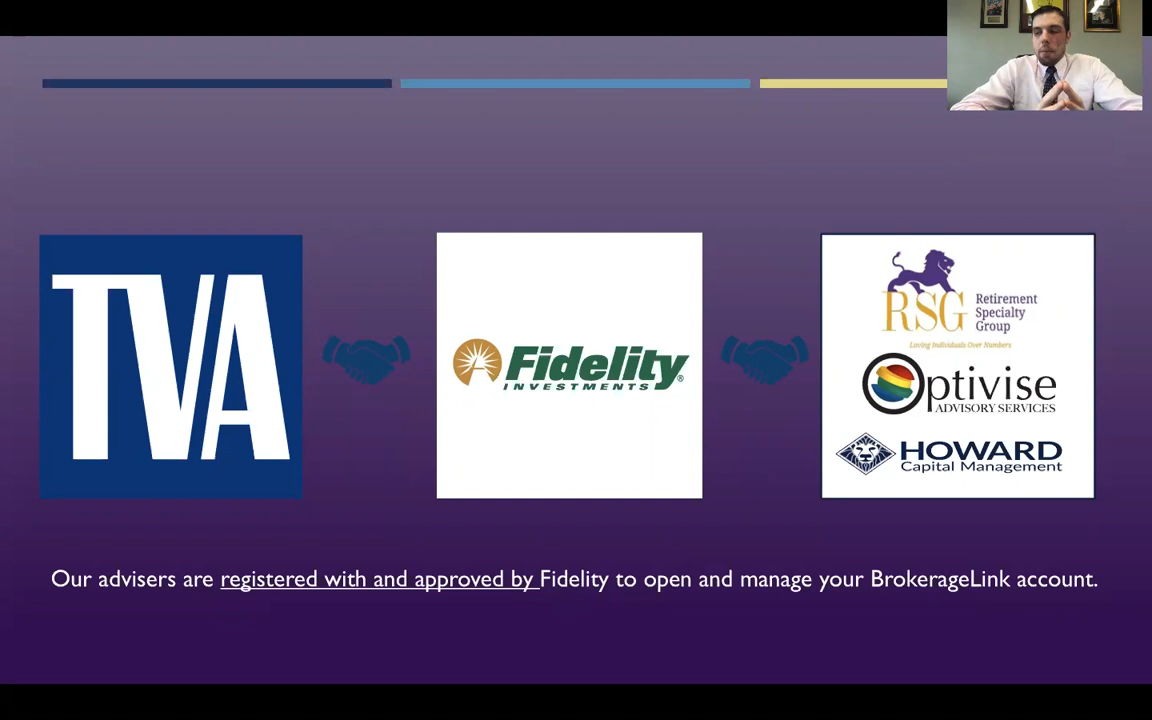 TVA
Fidelity
INVESTMENTS®
RSG
Retirement
Specialty
Group
Loving Individuals Over Numbers
Optivise
ADVISORY SERVICES
HOWARD
Capital Management
Our advisers are registered with and approved by Fidelity to open and manage your BrokerageLink account.